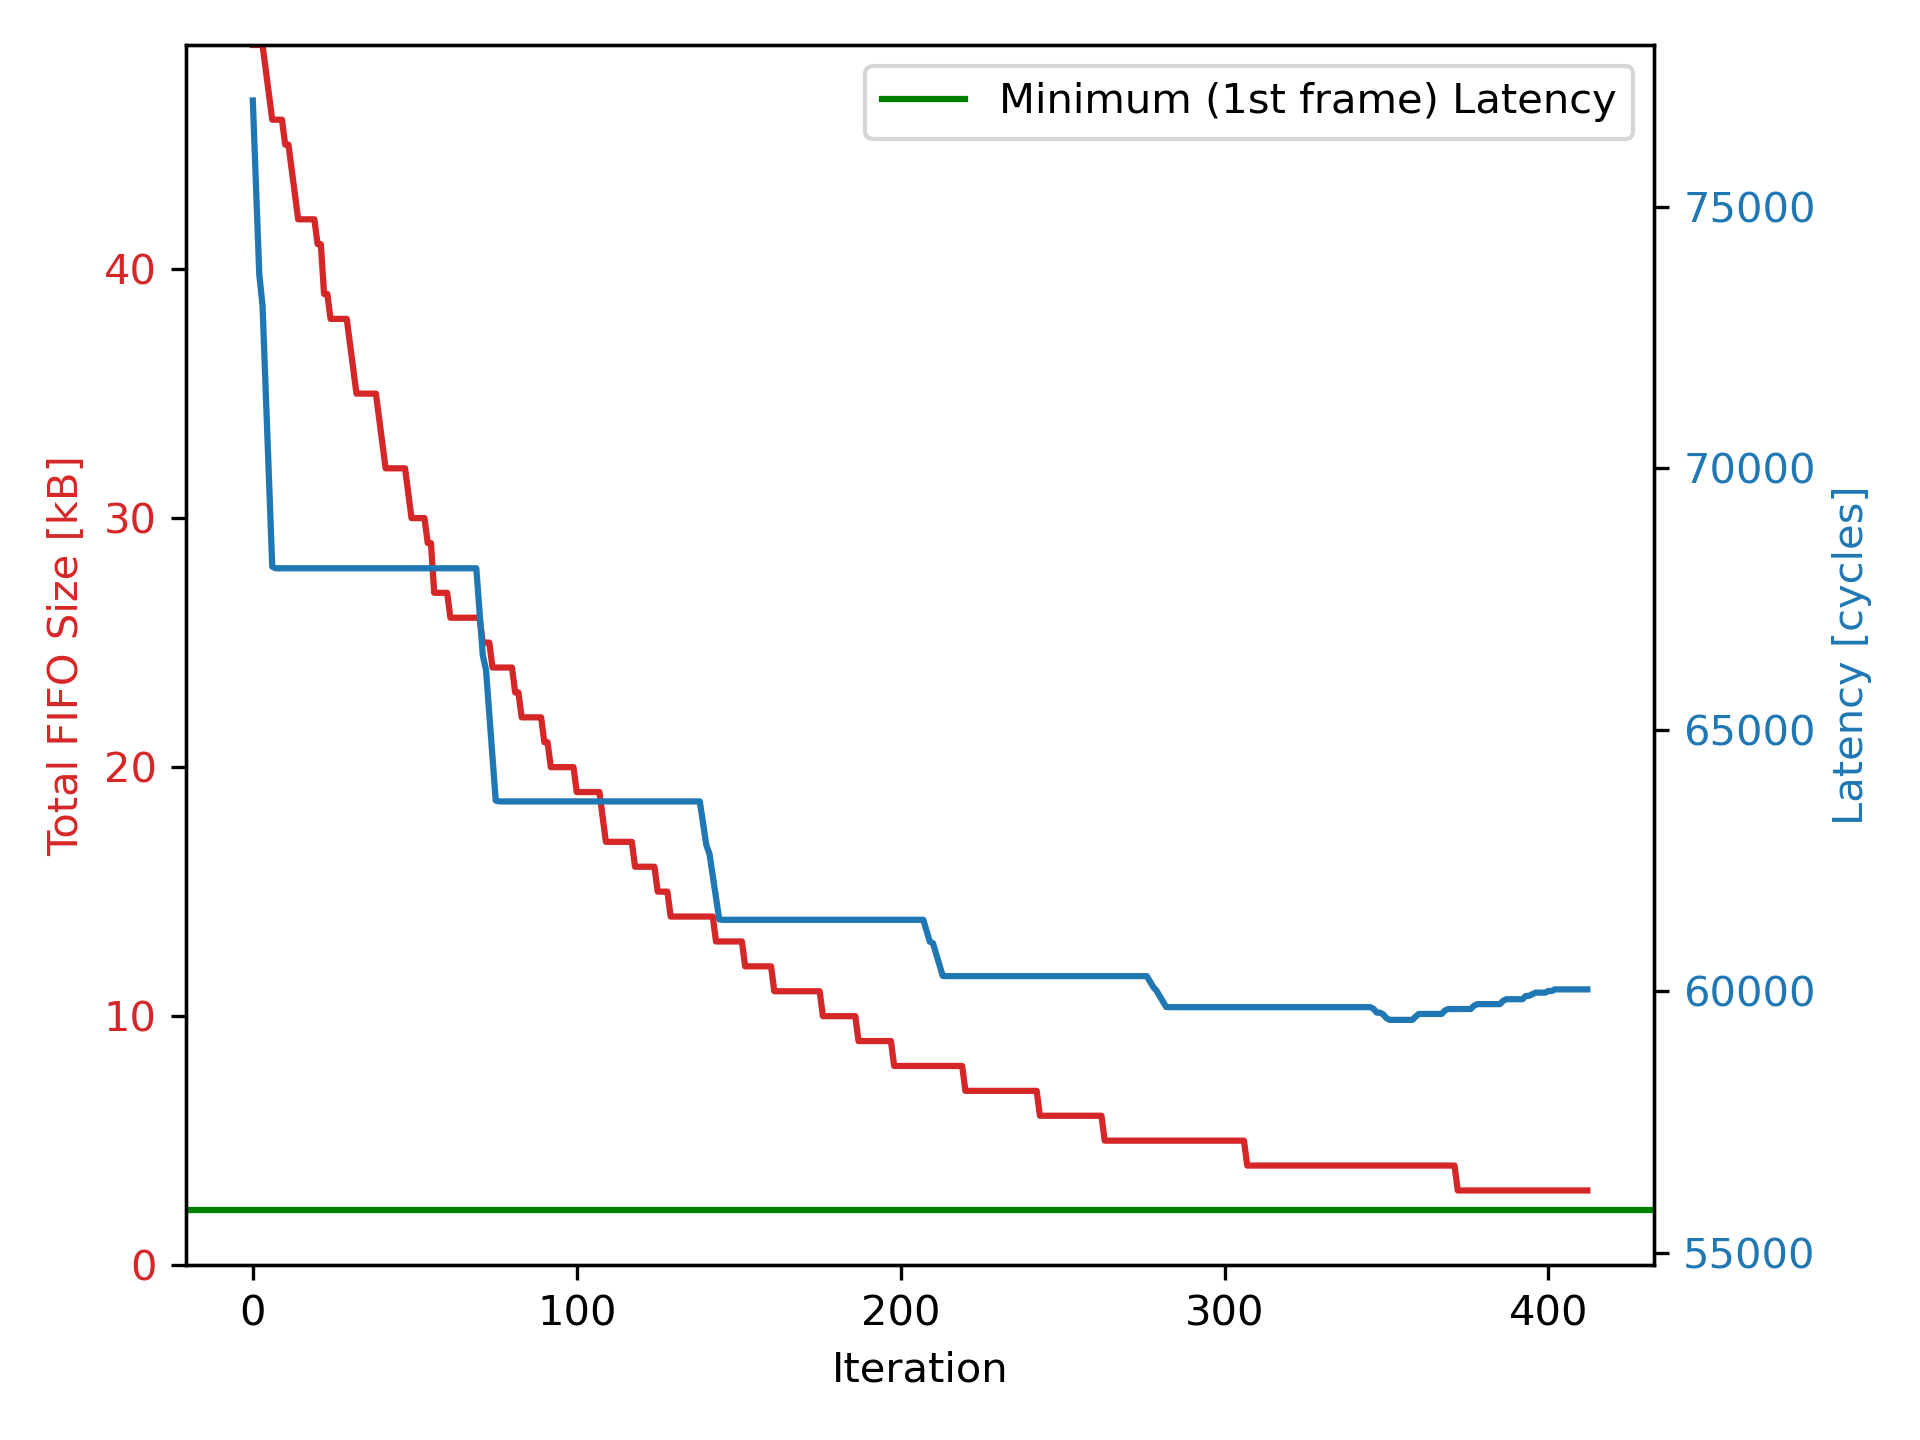 Minimum (1st frame) Latency
Total FIFO Size [kB]
40
30
20
10
0
75000
70000
65000
60000
55000
Latency [cycles]
0 100 200 300 400
Iteration